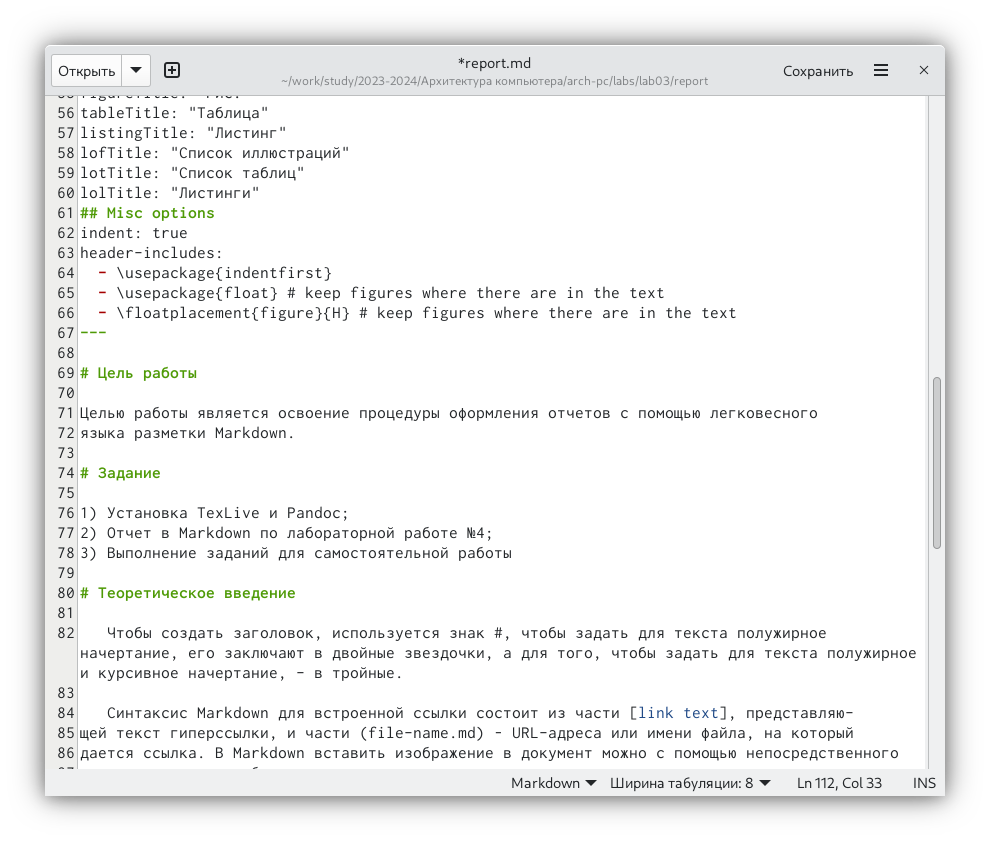 Открыть
*report.md
~/work/study/2023-2024/Архитектура компьютера/arch-pc/labs/lab03/report
Сохранить
56 tableTitle: "Таблица"
57 listingTitle: "Листинг"
58 lofTitle: "Список иллюстраций"
59 lotTitle: "Список таблиц"
60 lolTitle: "Листинги"
61 ## Misc options
62 indent: true
63 header-includes:
64   - \usepackage{indentfirst}
65   - \usepackage{float} # keep figures where there are in the text
66   - \floatplacement{figure}{H} # keep figures where there are in the text
67 ---
68
69 # Цель работы
70
71 Целью работы является освоение процедуры оформления отчетов с помощью легковесного
72 языка разметки Markdown.
73
74 # Задание
75
76 1) Установка TexLive и Pandoc;
77 2) Отчет в Markdown по лабораторной работе №4;
78 3) Выполнение заданий для самостоятельной работы
79
80 # Теоретическое введение
81
82    Чтобы создать заголовок, используется знак #, чтобы задать для текста полужирное
начертание, его заключают в двойные звездочки, а для того, чтобы задать для текста полужирное
и курсивное начертание, - в тройные.
83
84    Синтаксис Markdown для встроенной ссылки состоит из части [link text], представляю-
85 щей текст гиперссылки, и части (file-name.md) - URL-адреса или имени файла, на который
86 дается ссылка. В Markdown вставить изображение в документ можно с помощью непосредственного
Markdown
Ширина табуляции: 8
Ln 112, Col 33
INS